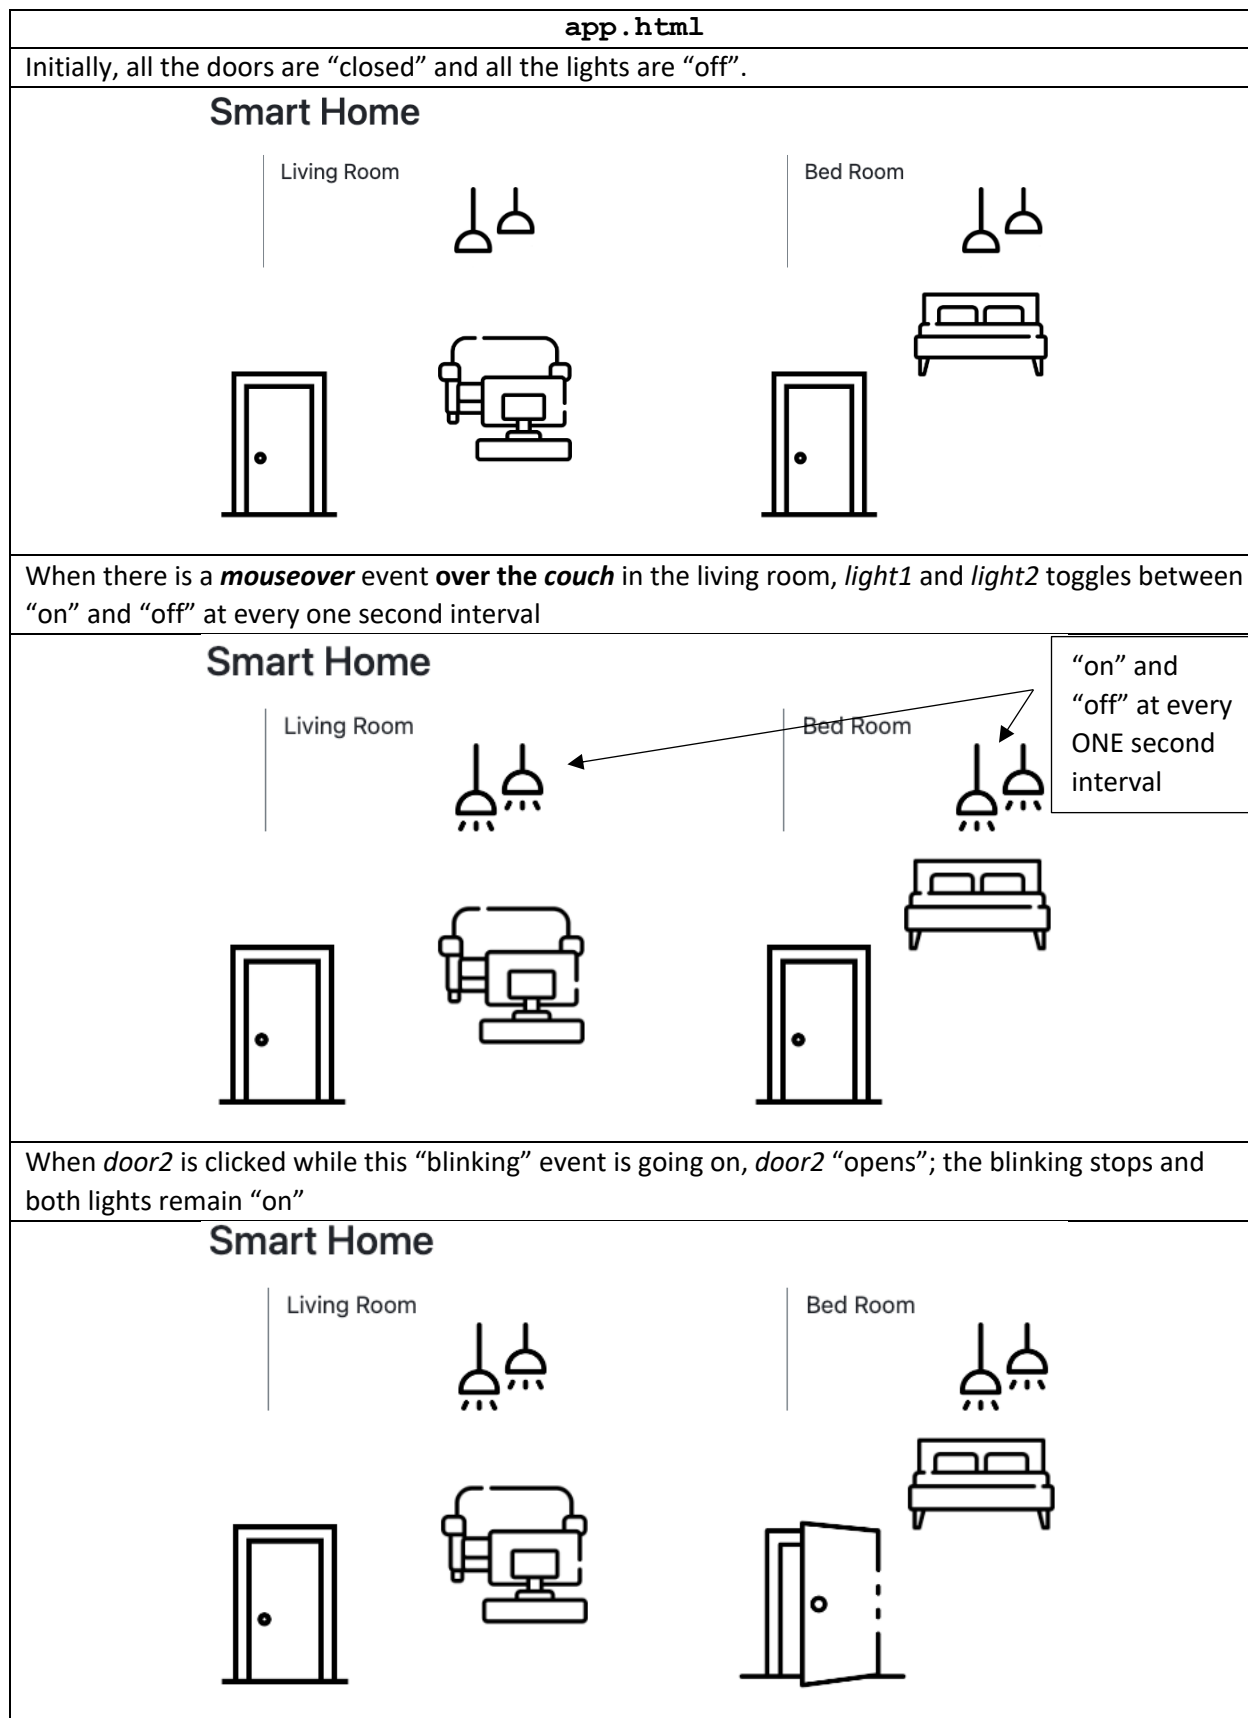 app.html
Initially, all the doors are “closed” and all the lights are “off”.
Smart Home
Living Room
Bed Room
When there is a mouseover event over the couch in the living room, light1 and light2 toggles between
“on” and “off” at every one second interval
Smart Home
“on” and
“off” at every
ONE second
interval
Living Room
Bed Room
When door2 is clicked while this “blinking” event is going on, door2 “opens”; the blinking stops and
both lights remain “on”
Smart Home
Living Room
Bed Room